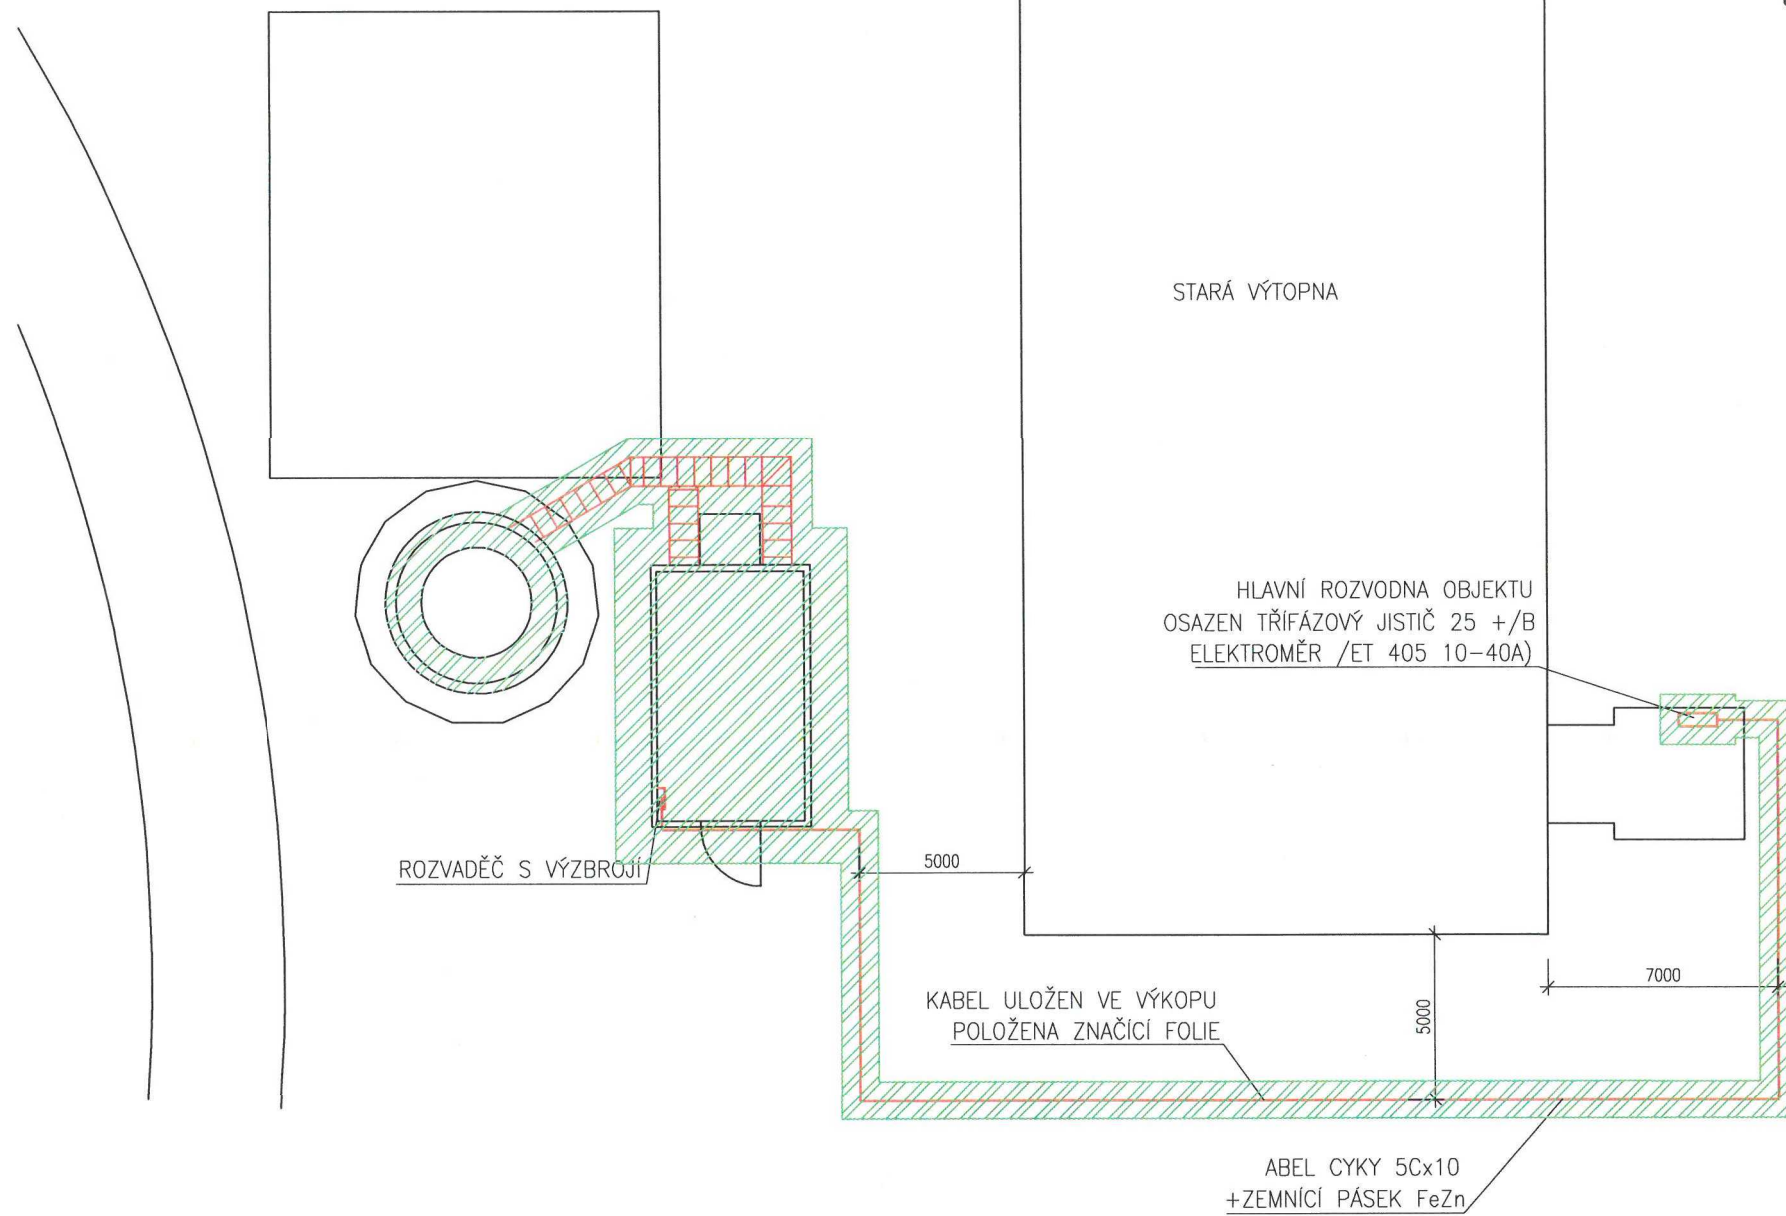 STARÁ VÝTOPNA
HLAVNÍ ROZVODNA OBJEKTU
OSAZEN TŘÍFÁZOVÝ JISTIČ 25 +/B
ELEKTROMĚR /ET 405 10-40A)
ROZVADĚČ S VÝZBROJÍ
5000
7000
5000
KABEL ULOŽEN VE VÝKOPU
POLOŽENA ZNAČÍCÍ FOLIE
ABEL CYKY 5Cx10
+ZEMNÍCÍ PÁSEK FeZn